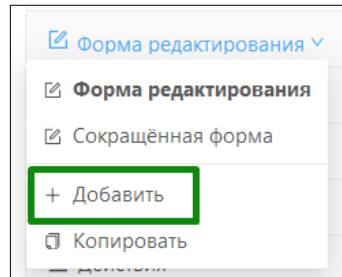 Форма редактирования
Форма редактирования
Сокращённая форма
Добавить
Копировать